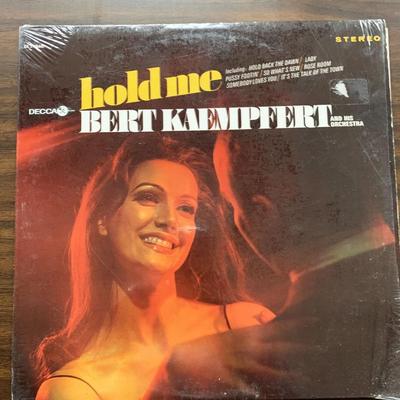 STEREO
hold me
Including: HOLD BACK THE DAWN / LADY
PUSSY FOOTIN' / SO WHAT'S NEW / ROSE ROOM
SOMEBODY LOVES YOU / IT'S THE TALK OF THE TOWN
DECCA
BERT KAEMPFERT
AND HIS
ORCHESTRA